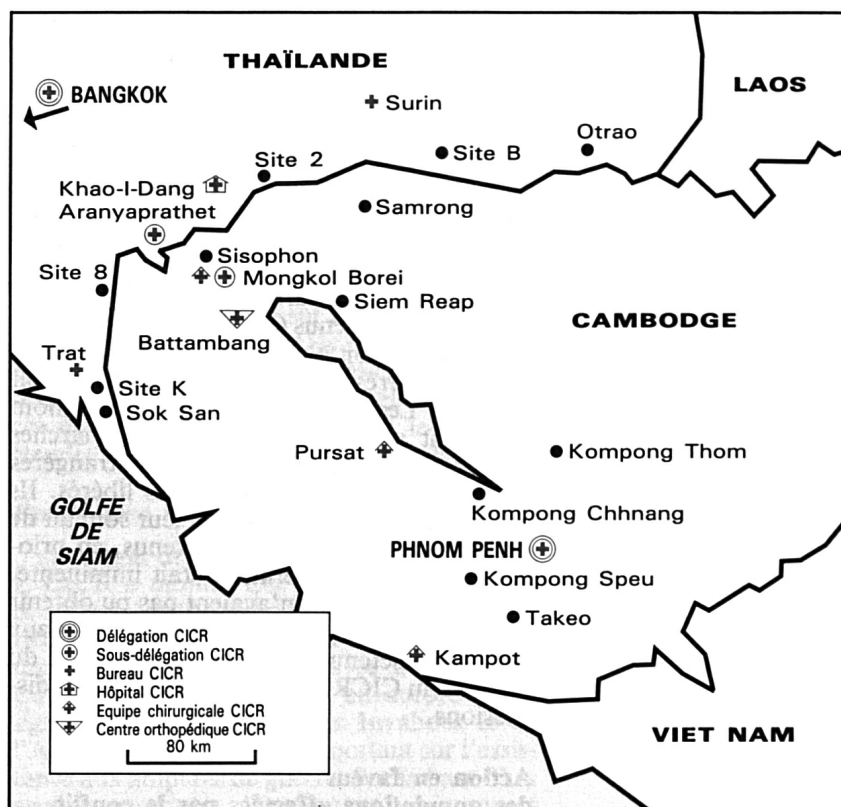 THAÏLANDE
LAOS
BANGKOK
Surin
Otrao
Site 2
Site B
Khao-I-Dang
Aranyaprathet
Samrong
Sisophon
Site 8
Mongkol Borei
Siem Reap
CAMBODGE
Battambang
Trat
Site K
Sok San
Pursat
Kompong Thom
GOLFE
DE
SIAM
Kompong Chhnang
PHNOM PENH
Kompong Speu
Takeo
Kampot
VIET NAM
Délégation CICR
Sous-délégation CICR
Bureau CICR
Hôpital CICR
Equipe chirurgicale CICR
Centre orthopédique CICR
80 km